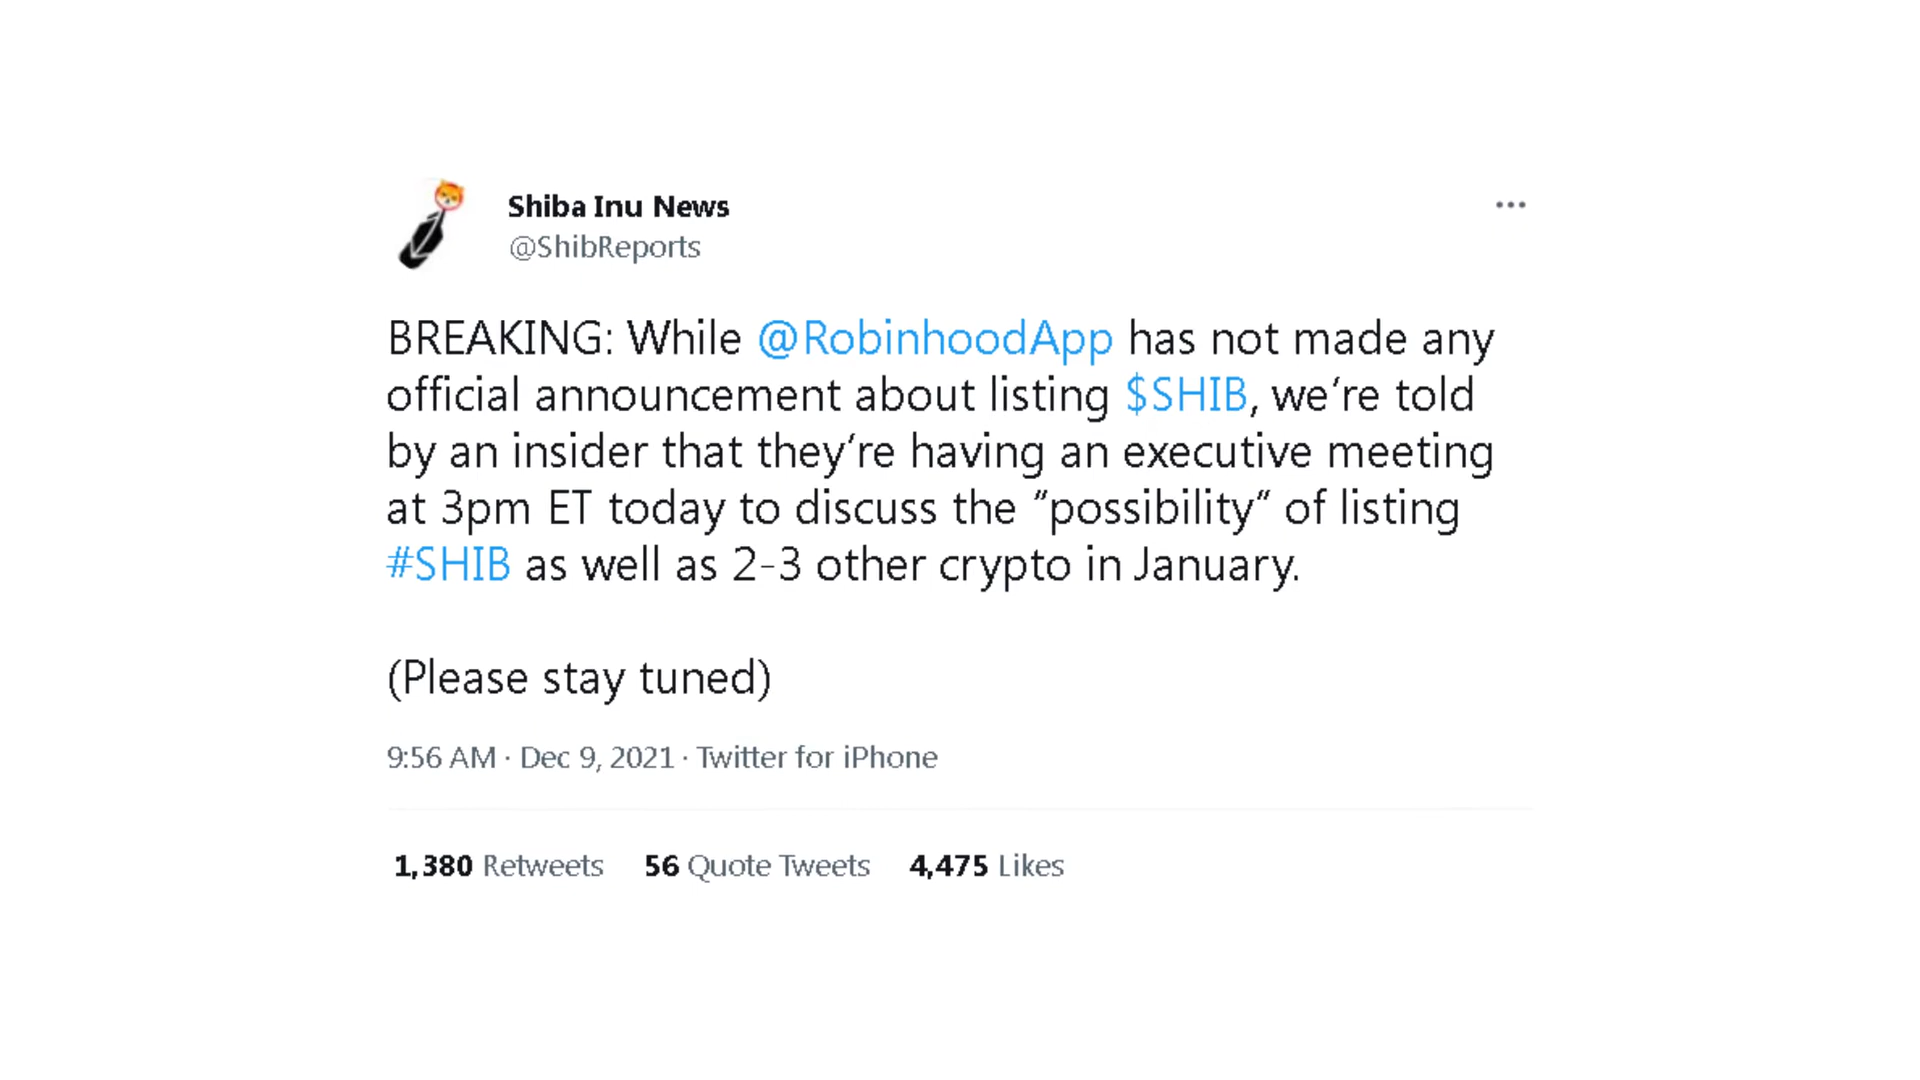 Shiba Inu News
@ShibReports
BREAKING: While @RobinhoodApp has not made any
official announcement about listing $SHIB, we’re told
by an insider that they’re having an executive meeting
at 3pm ET today to discuss the “possibility” of listing
#SHIB as well as 2-3 other crypto in January.
(Please stay tuned)
9:56 AM · Dec 9, 2021 · Twitter for iPhone
1,380 Retweets 56 Quote Tweets 4,475 Likes